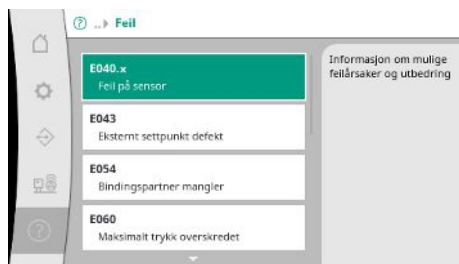 ..▸ Feil
E040.x
Feil på sensor
E043
Eksternt settpunkt defekt
E054
Bindingspartner mangler
E060
Maksimalt trykk overskredet
Informasjon om mulige
feilårsaker og utbedring